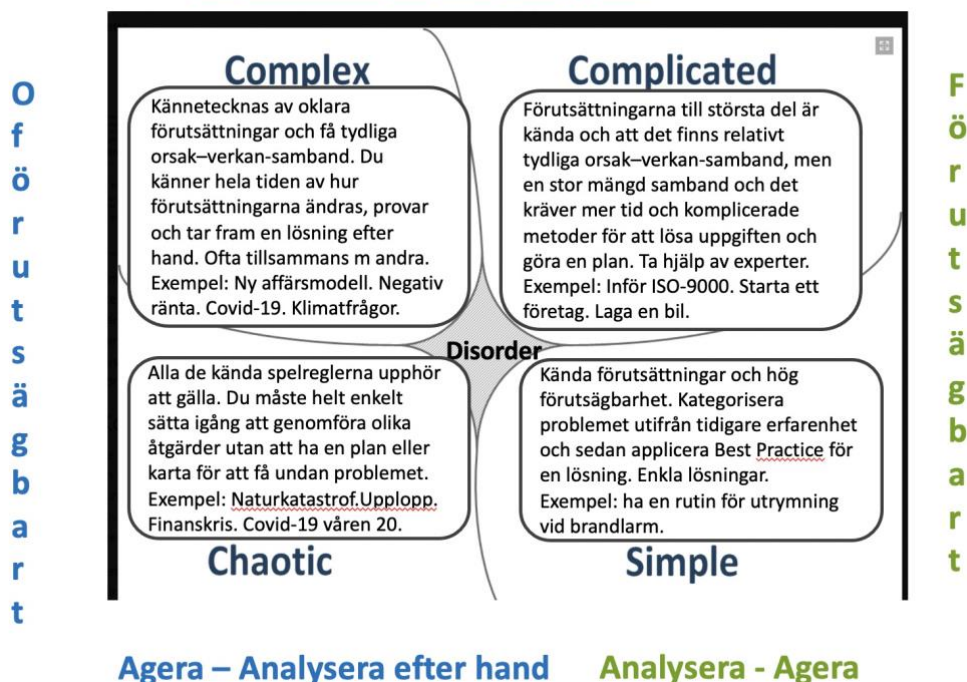 Oförutsägbart
Complex
Kännetecknas av oklara
förutsättningar och få tydliga
orsak–verkan-samband. Du
känner hela tiden av hur
förutsättningarna ändras, provar
och tar fram en lösning efter
hand. Ofta tillsammans m andra.
Exempel: Ny affärsmodell. Negativ
ränta. Covid-19. Klimatfrågor.
Complicated
Förutsättningarna till största del är
kända och att det finns relativt
tydliga orsak–verkan-samband, men
en stor mängd samband och det
kräver mer tid och komplicerade
metoder för att lösa uppgiften och
göra en plan. Ta hjälp av experter.
Exempel: Inför ISO-9000. Starta ett
företag. Laga en bil.
Disorder
Alla de kända spelreglerna upphör
att gälla. Du måste helt enkelt
sätta igång att genomföra olika
åtgärder utan att ha en plan eller
karta för att få undan problemet.
Exempel: Naturkatastrof.Upplopp.
Finanskris. Covid-19 våren 20.
Chaotic
Kända förutsättningar och hög
förutsägbarhet. Kategorisera
problemet utifrån tidigare erfarenhet
och sedan applicera Best Practice för
en lösning. Enkla lösningar.
Exempel: ha en rutin för utrymning
vid brandlarm.
Simple
Förutsägbart
Agera – Analysera efter hand
Analysera - Agera